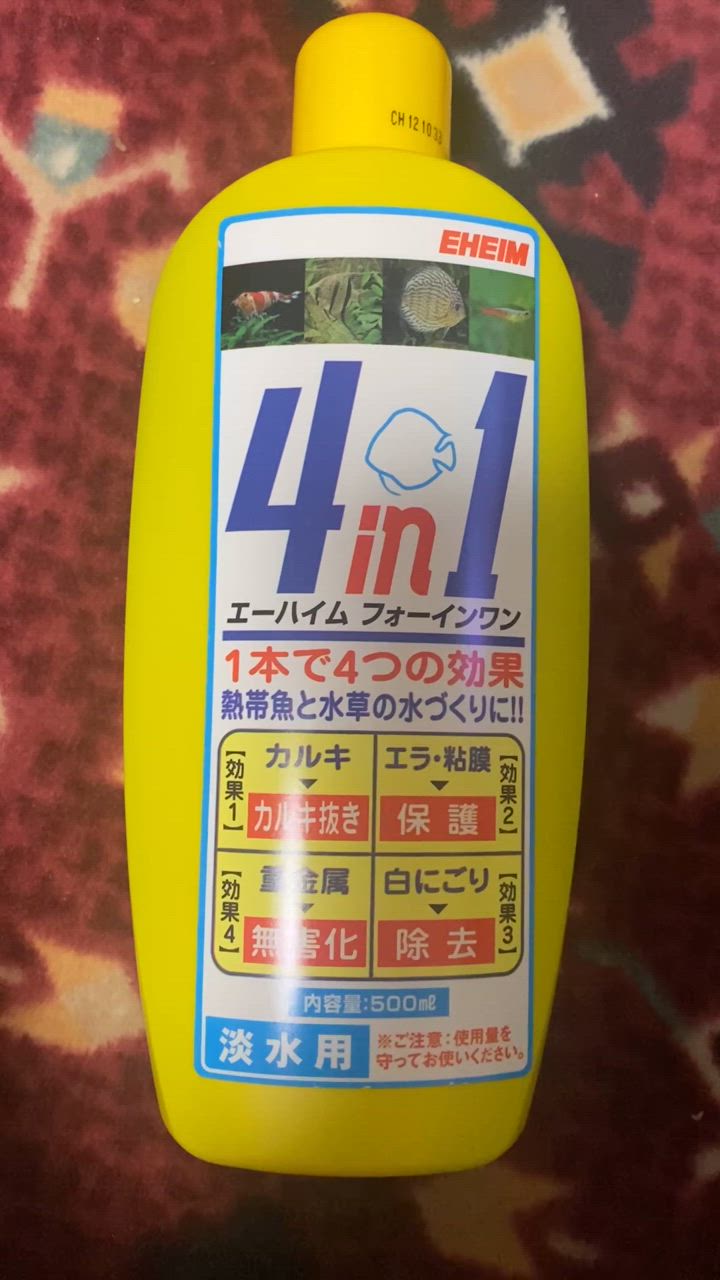 CH 12 10 33
EHEIM
4in1
エーハイム フォーインワン
1本で4つの効果
熱帯魚と水草の水づくりに!!
【効果1】
カルキ
カルキ抜き
エラ・粘膜
保護
【効果2】
【効果4】
重金属
無害化
白にごり
除去
【効果3】
内容量:500mℓ
淡水用
※ご注意:使用量を
守ってお使いください。